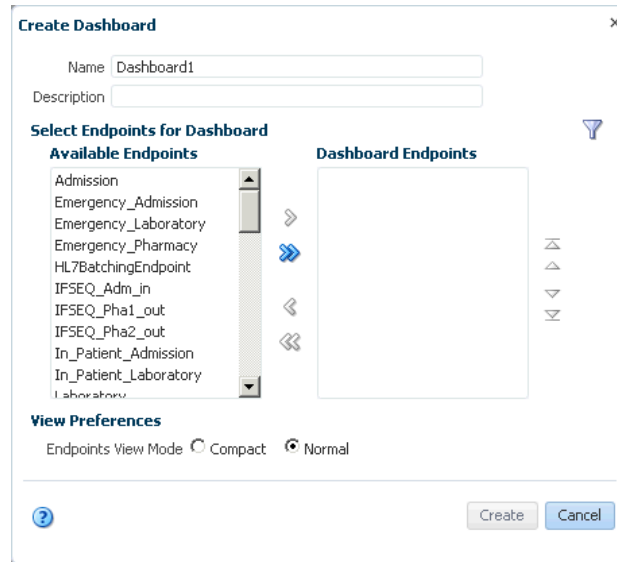 Create Dashboard
Name Dashboard1
Description
Select Endpoints for Dashboard
Available Endpoints
Dashboard Endpoints
Admission
Emergency_Admission
Emergency_Laboratory
Emergency_Pharmacy
HL7BatchingEndpoint
IFSEQ_Adm_in
IFSEQ_Pha1_out
IFSEQ_Pha2_out
In_Patient_Admission
In_Patient_Laboratory
Laboratory
View Preferences
Endpoints View Mode Compact Normal
Create Cancel